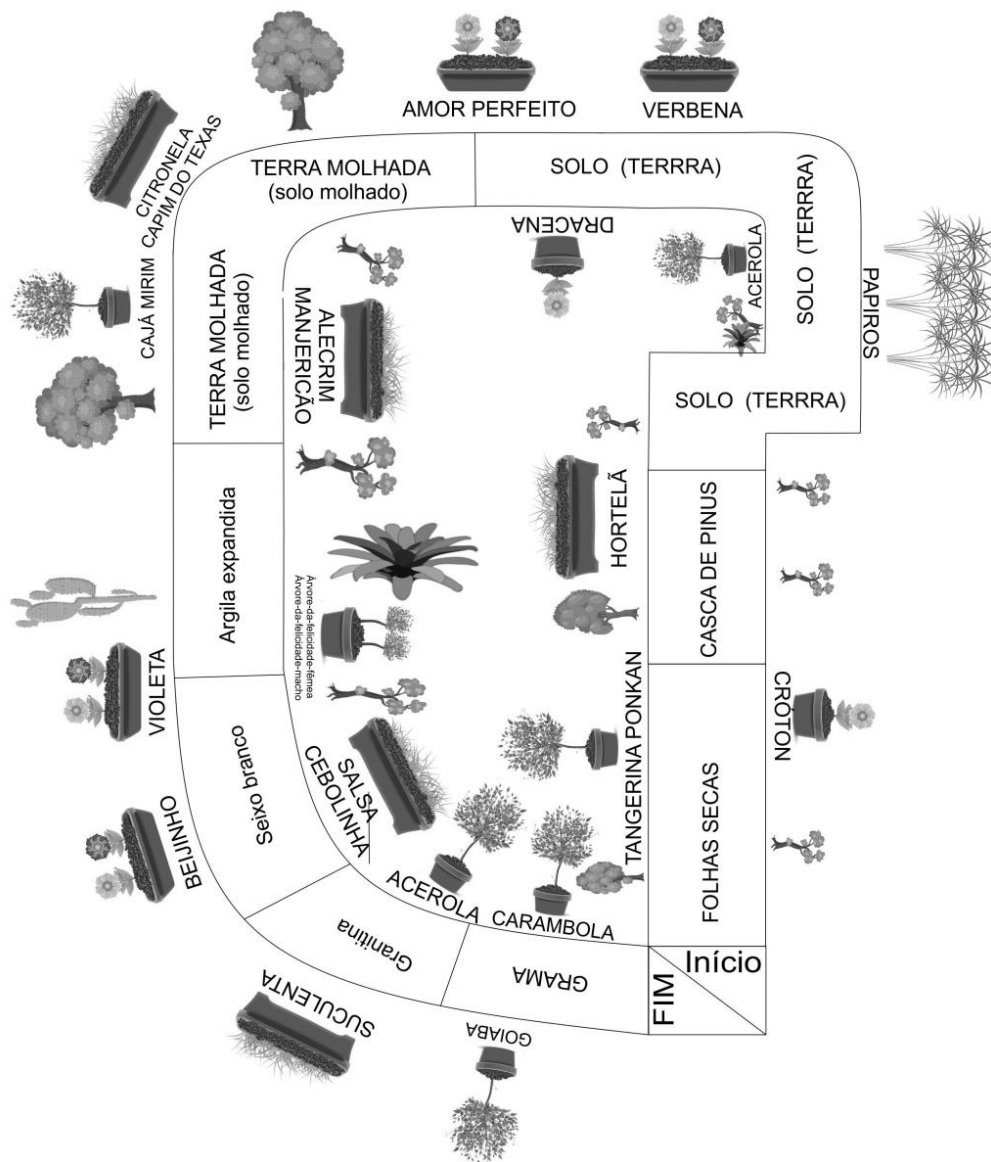 AMOR PERFEITO
VERBENA
CITRONELA
CAPIM DO TEXAS
TERRA MOLHADA
(solo molhado)
SOLO (TERRRA)
SOLO (TERRRA)
PAPIROS
DRACENA
ACEROLA
CAJÁ MIRIM
TERRA MOLHADA
(solo molhado)
ALECRIM
MANJERICÃO
SOLO (TERRRA)
HORTELÃ
CASCA DE PINUS
Argila expandida
Árvore-da-felicidade-fêmea
Árvore-da-felicidade-macho
VIOLETA
CRÓTON
Seixo branco
SALSA
CEBOLINHA
TANGERINA PONKAN
BEIJINHO
FOLHAS SECAS
ACEROLA
CARAMBOLA
Granitina
GRAMA
FIM
Início
SUCULENTA
GOIABA